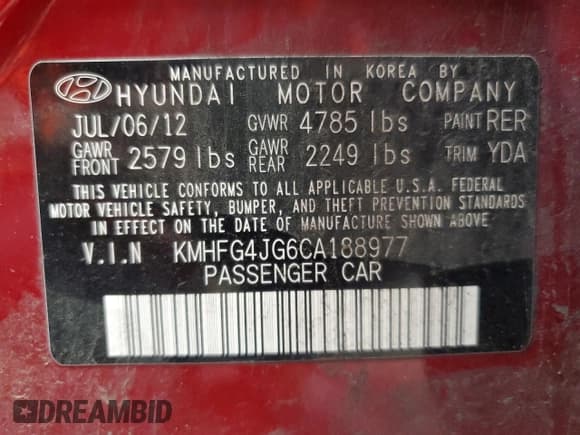 MANUFACTURED IN KOREA BY
HYUNDAI MOTOR COMPANY
JUL/06/12 GVWR 4785 lbs PAINT RER
GAWR FRONT 2579 lbs GAWR REAR 2249 lbs TRIM YDA
THIS VEHICLE CONFORMS TO ALL APPLICABLE U.S.A. FEDERAL
MOTOR VEHICLE SAFETY, BUMPER, AND THEFT PREVENTION STANDARDS
IN EFFECT ON THE DATE OF MANUFACTURE SHOWN ABOVE
V.I.N KMHFG4JG6CA188977
PASSENGER CAR
DREAMBID